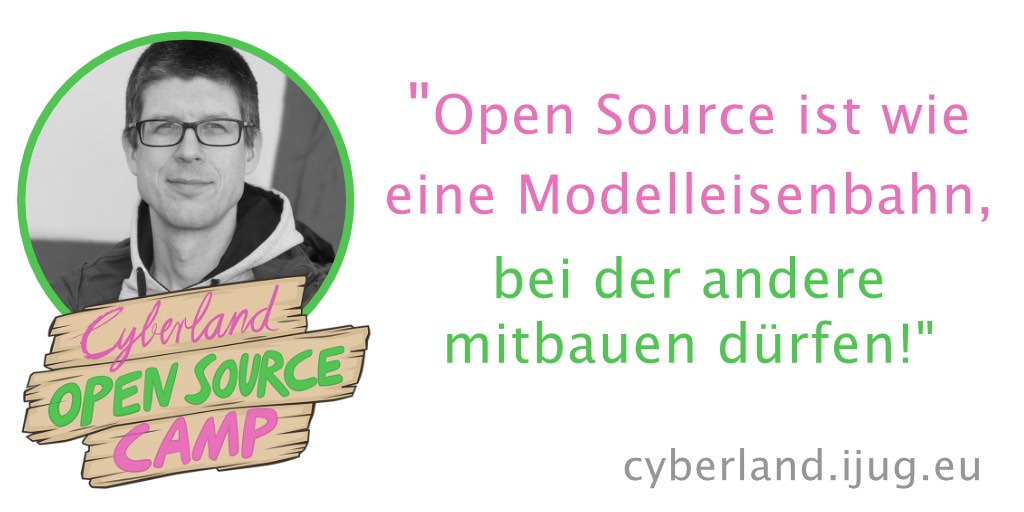 "Open Source ist wie
eine Modelleisenbahn,
bei der andere
mitbauen dürfen!"
Cyberland
OPEN SOURCE
CAMP
cyberland.ijug.eu